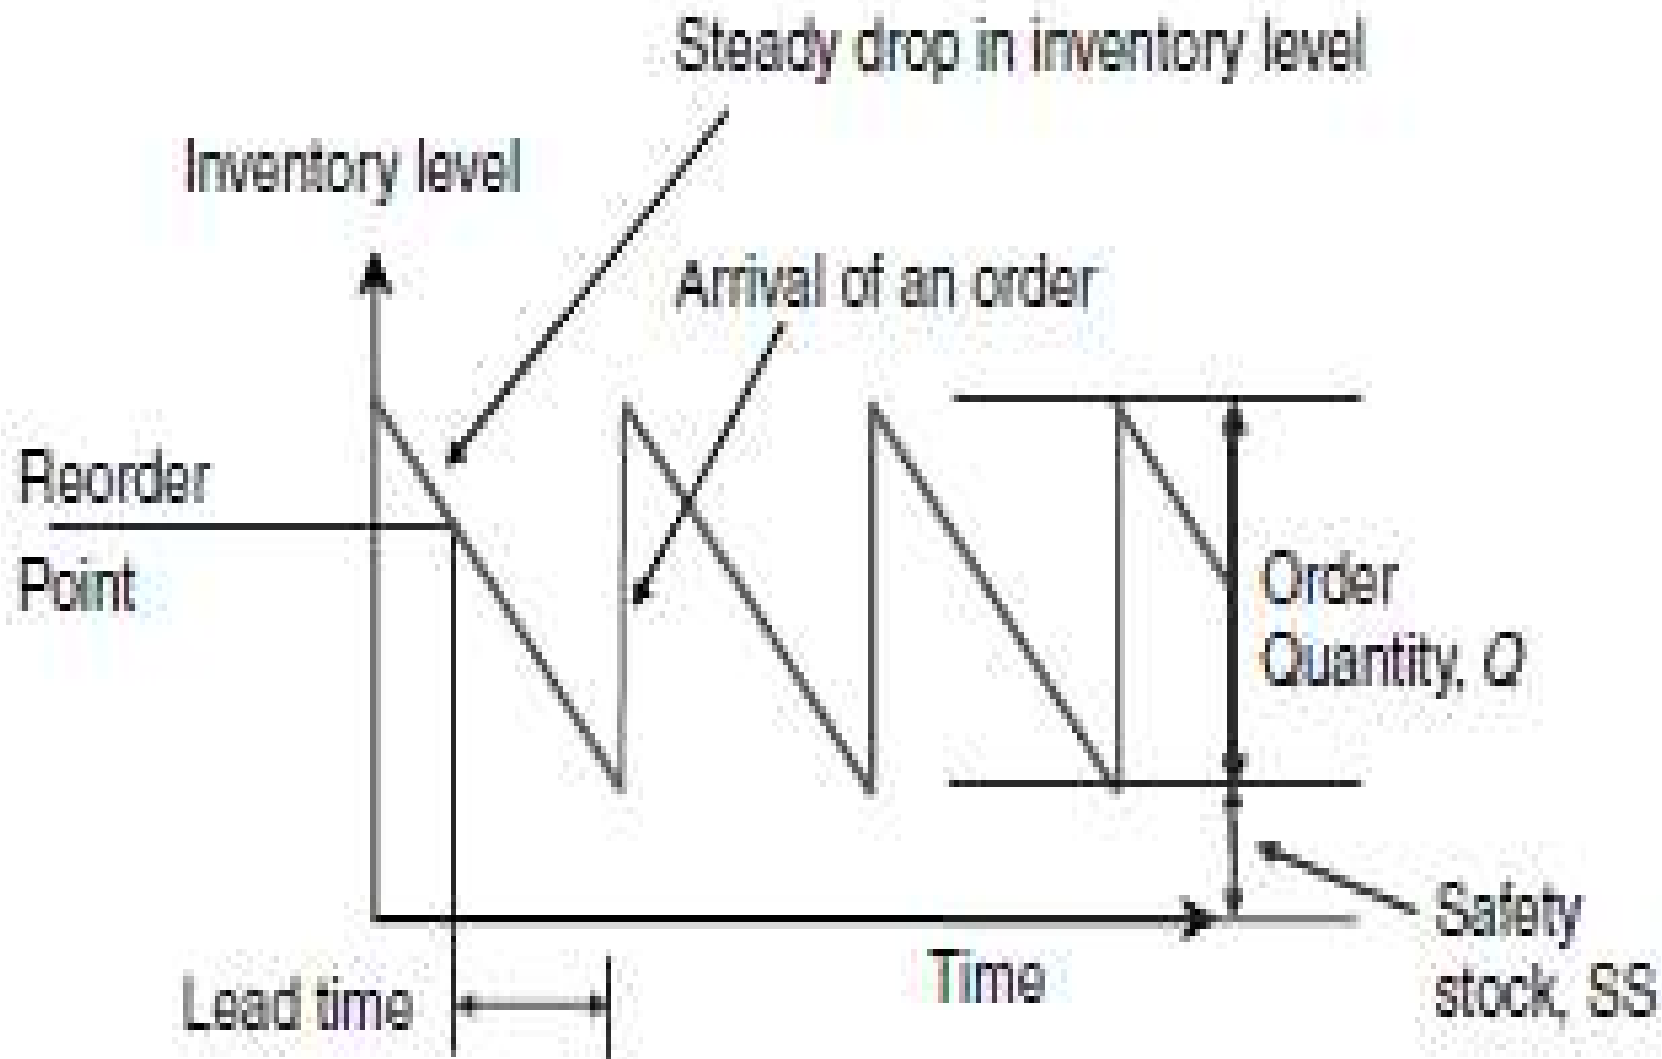 Steady drop in inventory level
Inventory level
Arrival of an order
Reorder
Point
Order
Quantity, Q
Safety
stock, SS
Time
Lead time